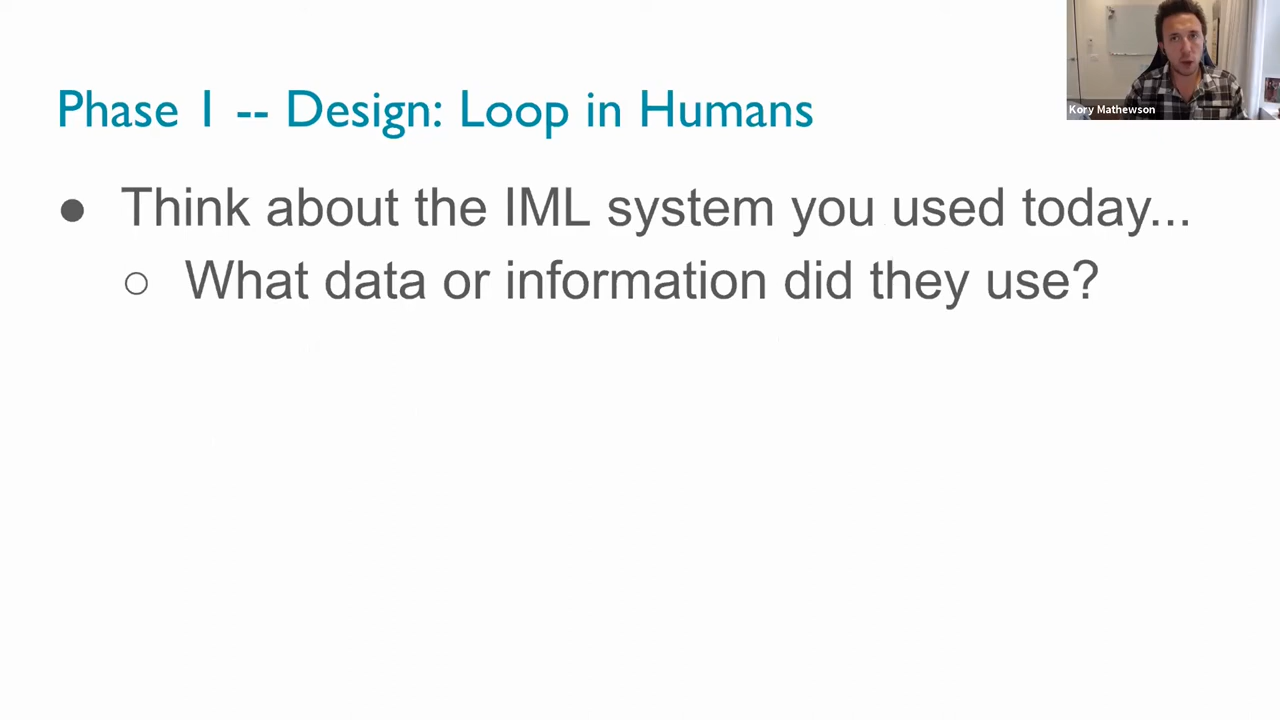 Phase 1 -- Design: Loop in Humans
● Think about the IML system you used today...
○ What data or information did they use?
Kory Mathewson